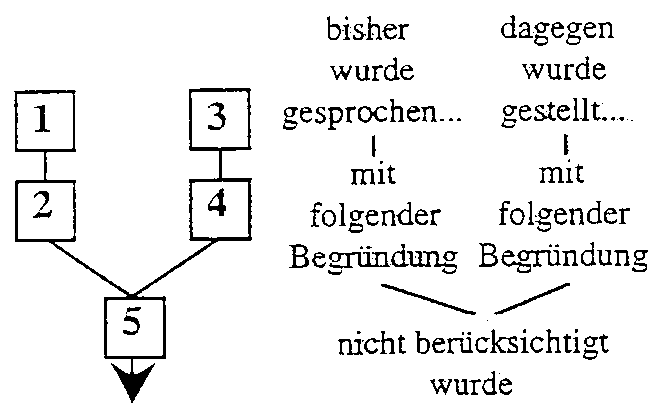 1
3
2
4
5
bisher
wurde
gesprochen...
mit
folgender
Begründung
dagegen
wurde
gestellt...
mit
folgender
Begründung
nicht berücksichtigt
wurde